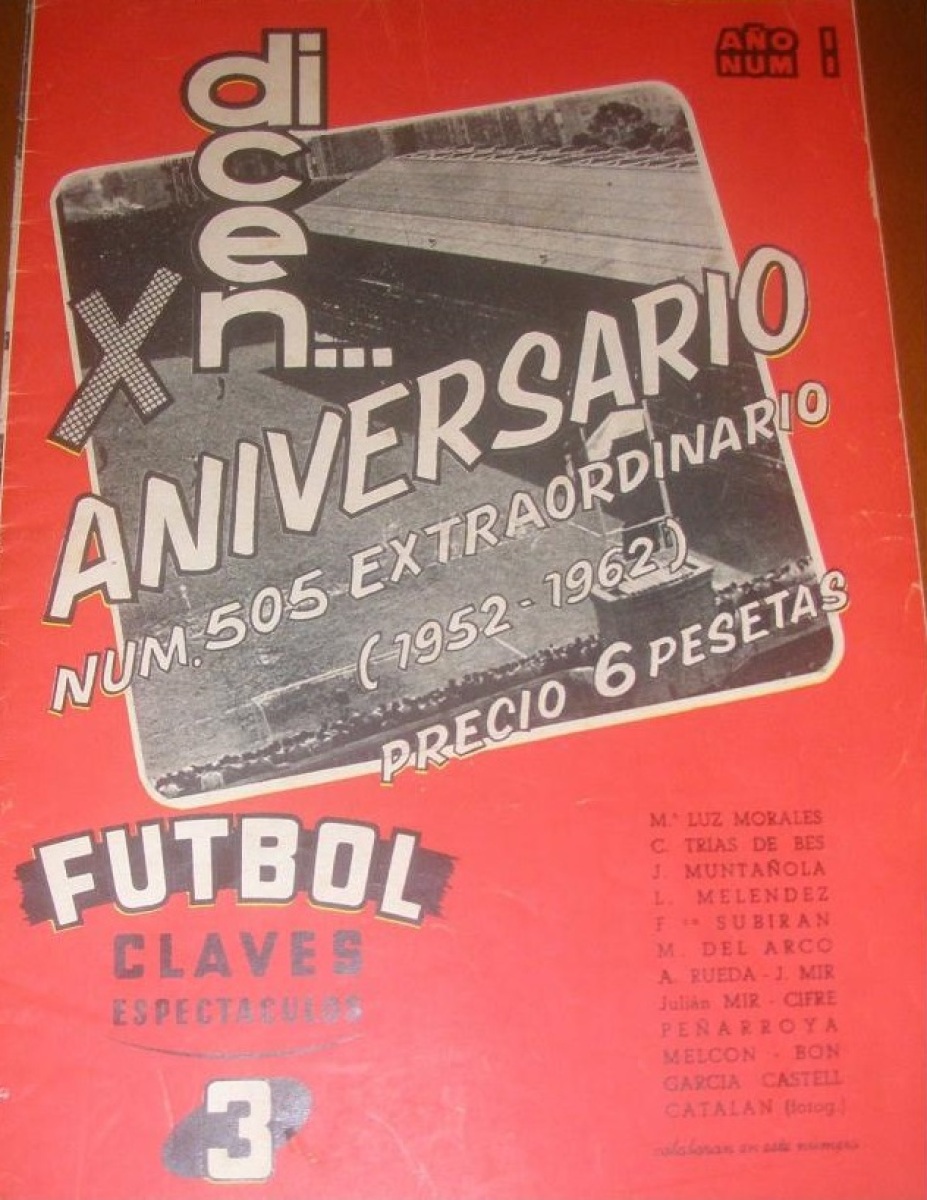 AÑO I
NUM I
di
c
e
n...
X
ANIVERSARIO
NUM. 505 EXTRAORDINARIO
(1952-1962)
PRECIO 6 PESETAS
FUTBOL
CLAVES
ESPECTACULOS
3
M.ª LUZ MORALES
C. TRIAS DE BES
J. MUNTAÑOLA
L. MELENDEZ
F.co SUBIRAN
M. DEL ARCO
A. RUEDA - J. MIR
Julián MIR - CIFRE
PEÑARROYA
MELCON - BON
GARCIA CASTELL
CATALAN (fotog.)
colaboran en este número